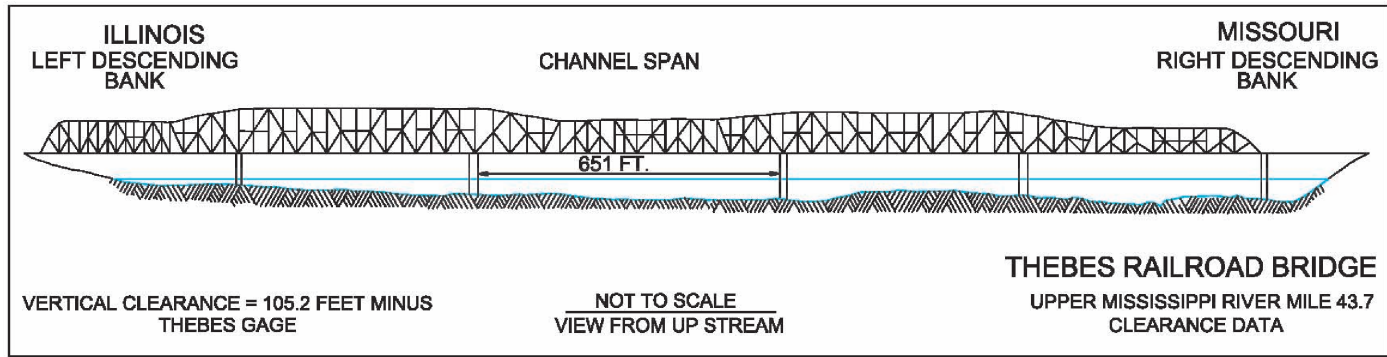 ILLINOIS
LEFT DESCENDING
BANK
CHANNEL SPAN
MISSOURI
RIGHT DESCENDING
BANK
651 FT.
VERTICAL CLEARANCE = 105.2 FEET MINUS
THEBES GAGE
NOT TO SCALE
VIEW FROM UP STREAM
THEBES RAILROAD BRIDGE
UPPER MISSISSIPPI RIVER MILE 43.7
CLEARANCE DATA